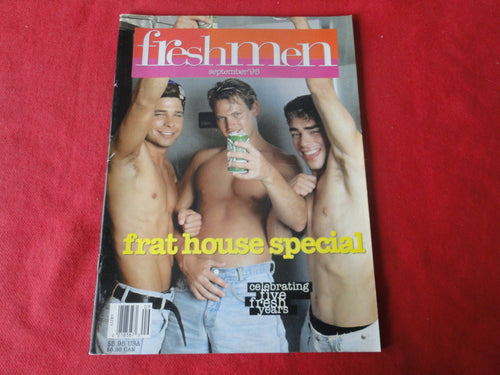 freshmen
september'96
frat house special
celebrating
five
fresh
years
$5.95 USA
$6.95 CAN